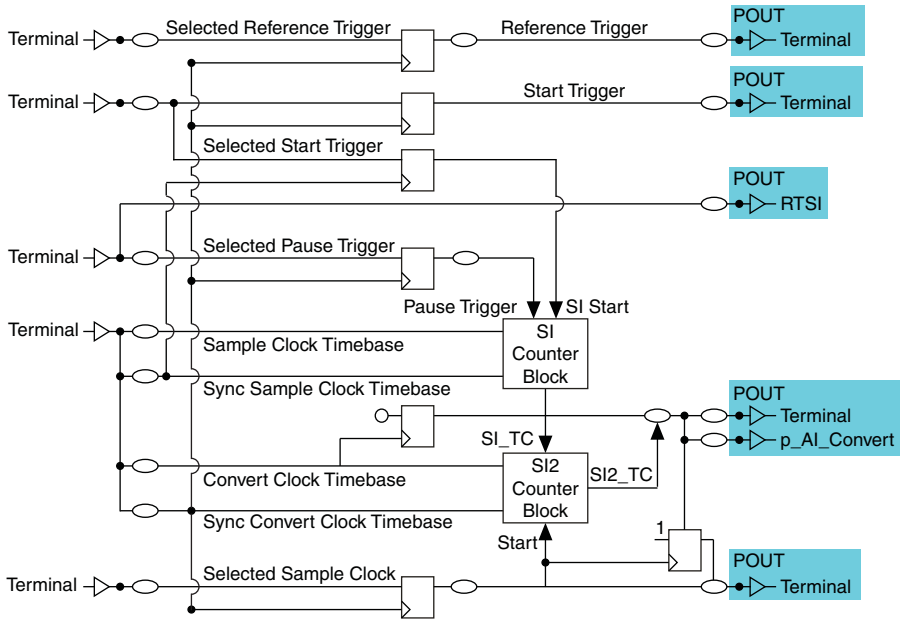 POUT
Terminal Selected Reference Trigger Reference Trigger Terminal
POUT
Terminal Start Trigger Terminal
Selected Start Trigger
POUT
RTSI
Terminal Selected Pause Trigger
Pause Trigger SI Start
Terminal SI
Sample Clock Timebase Counter
Block
Sync Sample Clock Timebase
POUT
Terminal
SI_TC p_AI_Convert
SI2 SI2_TC
Convert Clock Timebase Counter
Block
Sync Convert Clock Timebase
Start 1
POUT
Terminal Selected Sample Clock Terminal